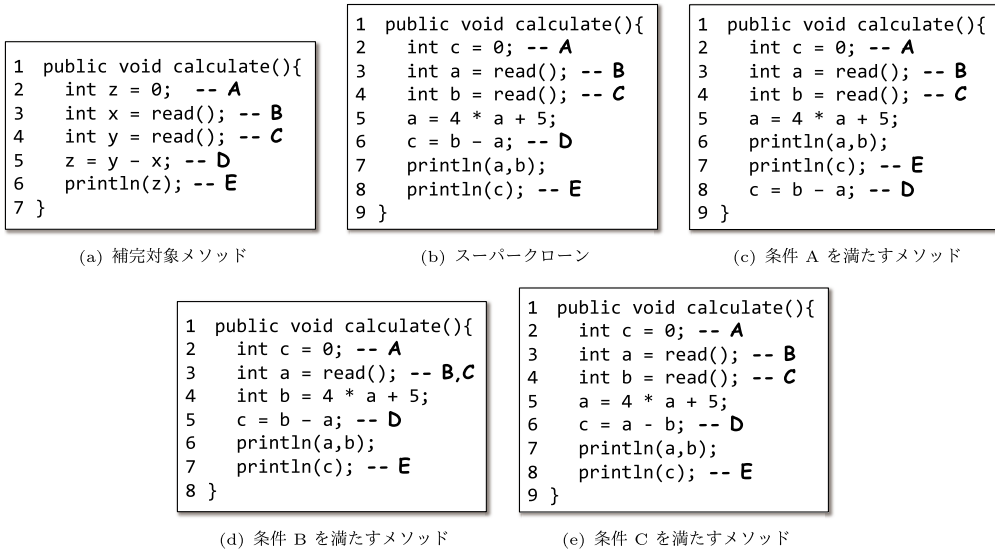 1 public void calculate(){
2 int z = 0; -- A
3 int x = read(); -- B
4 int y = read(); -- C
5 z = y - x; -- D
6 println(z); -- E
7 }
(a) 補完対象メソッド
1 public void calculate(){
2 int c = 0; -- A
3 int a = read(); -- B
4 int b = read(); -- C
5 a = 4 * a + 5;
6 c = b - a; -- D
7 println(a,b);
8 println(c); -- E
9 }
(b) スーパークローン
1 public void calculate(){
2 int c = 0; -- A
3 int a = read(); -- B
4 int b = read(); -- C
5 a = 4 * a + 5;
6 println(a,b);
7 println(c); -- E
8 c = b - a; -- D
9 }
(c) 条件 A を満たすメソッド
1 public void calculate(){
2 int c = 0; -- A
3 int a = read(); -- B,C
4 int b = 4 * a + 5;
5 c = b - a; -- D
6 println(a,b);
7 println(c); -- E
8 }
(d) 条件 B を満たすメソッド
1 public void calculate(){
2 int c = 0; -- A
3 int a = read(); -- B
4 int b = read(); -- C
5 a = 4 * a + 5;
6 c = a - b; -- D
7 println(a,b);
8 println(c); -- E
9 }
(e) 条件 C を満たすメソッド